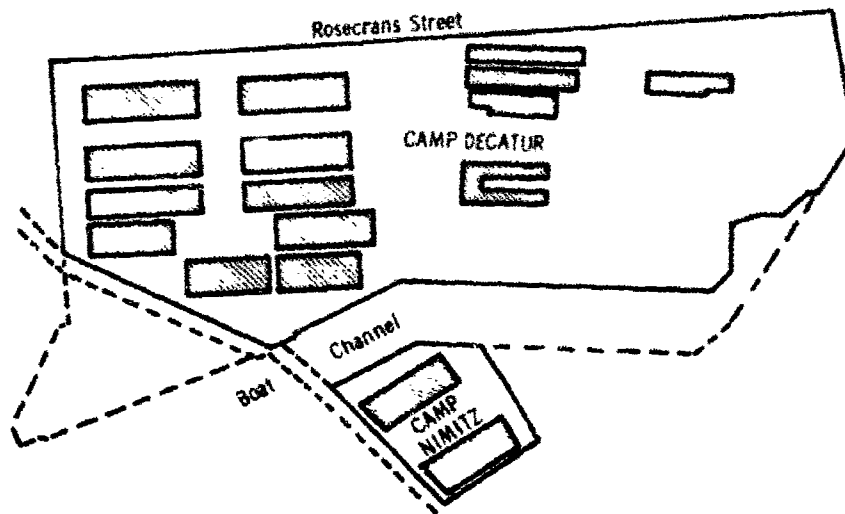 Rosecrans Street
CAMP DECATUR
Channel
Boat
CAMP
NIMITZ